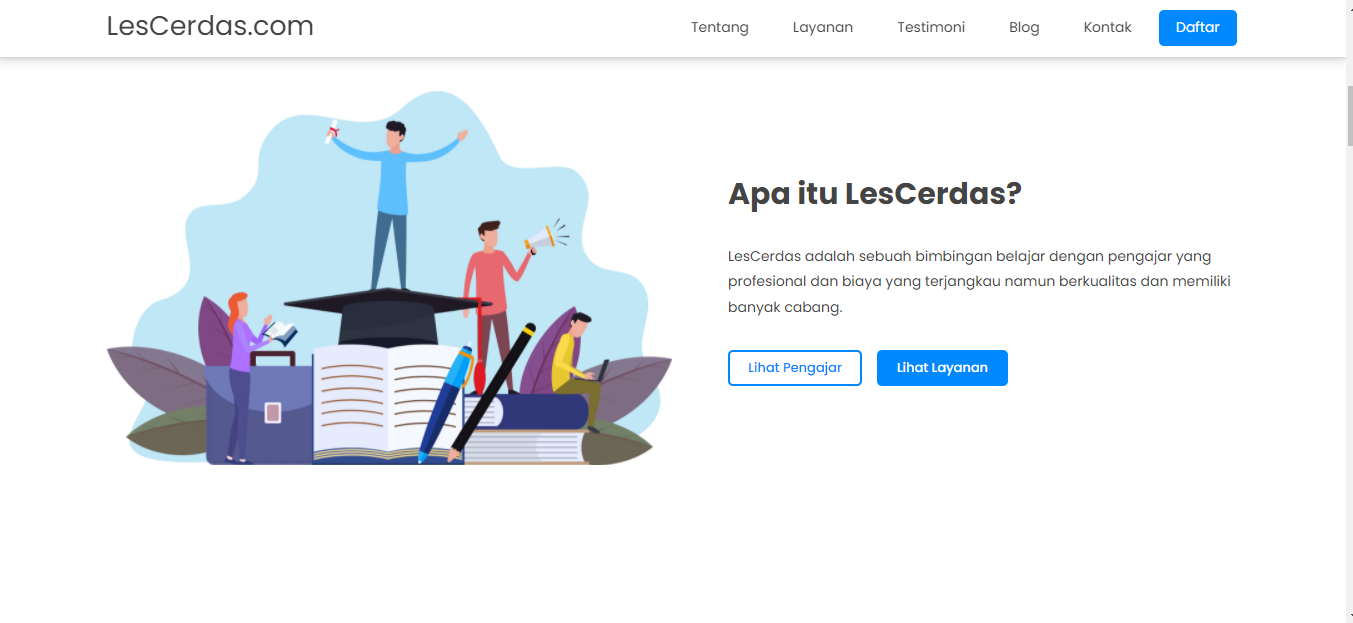 LesCerdas.com
Tentang
Layanan
Testimoni
Blog
Kontak
Daftar
Apa itu LesCerdas?
LesCerdas adalah sebuah bimbingan belajar dengan pengajar yang
profesional dan biaya yang terjangkau namun berkualitas dan memiliki
banyak cabang.
Lihat Pengajar
Lihat Layanan